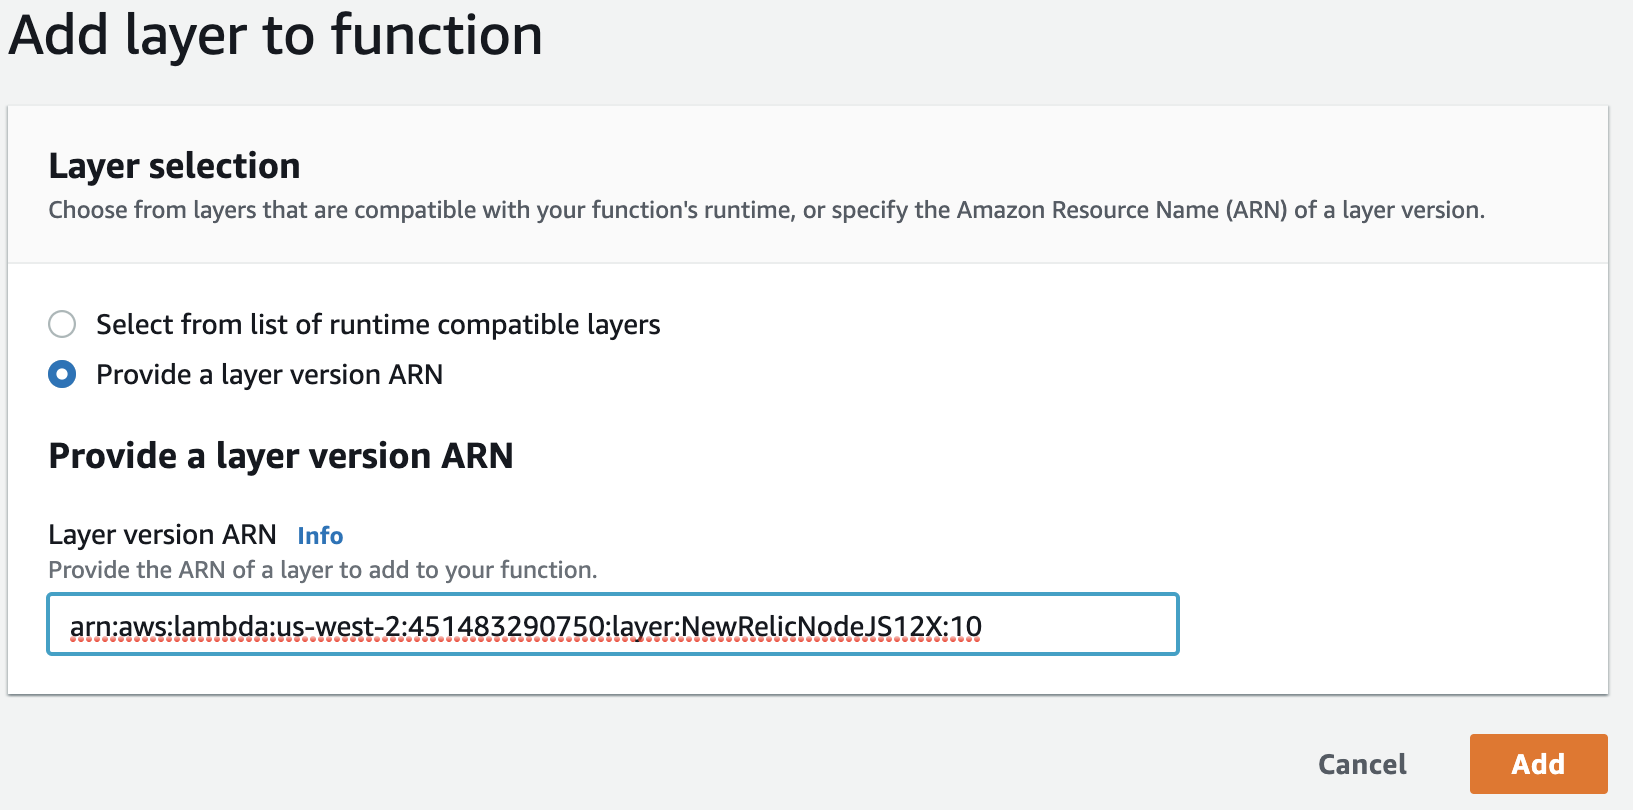 Add layer to function
Layer selection
Choose from layers that are compatible with your function's runtime, or specify the Amazon Resource Name (ARN) of a layer version.
Select from list of runtime compatible layers
Provide a layer version ARN
Provide a layer version ARN
Layer version ARN Info
Provide the ARN of a layer to add to your function.
arn:aws:lambda:us-west-2:451483290750:layer:NewRelicNodeJS12X:10
Cancel Add